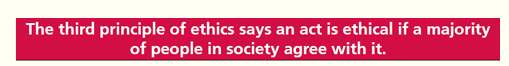 The third principle of ethics says an act is ethical if a majority
of people in society agree with it.